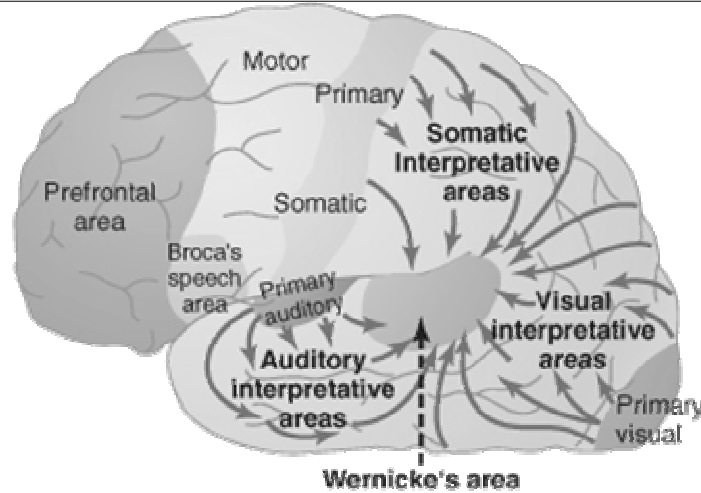 Motor
Primary
Somatic
Interpretative
areas
Prefrontal
area
Somatic
Broca's
speech
area
Primary
auditory
Visual
interpretative
areas
Auditory
interpretative
areas
Primary
visual
Wernicke's area